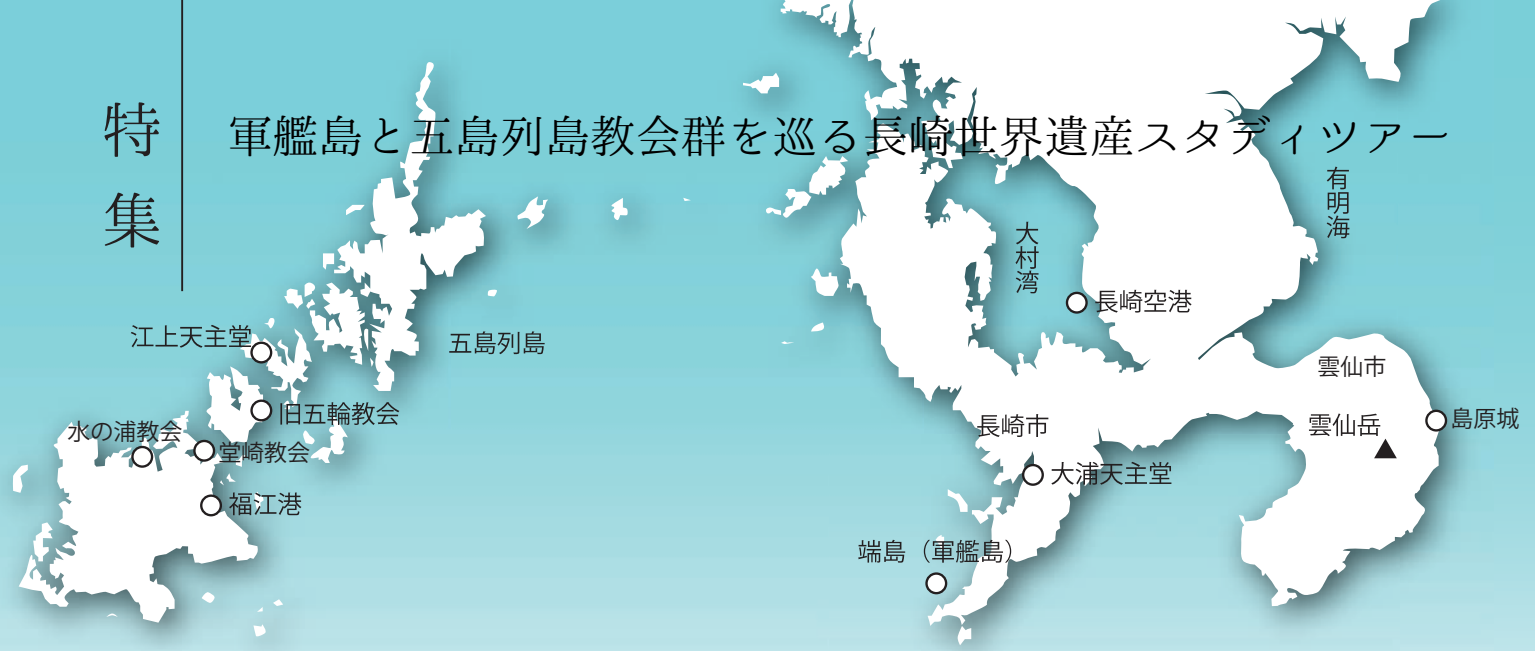 特集
軍艦島と五島列島教会群を巡る長崎世界遺産スタディツアー
有明海
大村湾
長崎空港
江上天主堂
五島列島
雲仙市
旧五輪教会
水の浦教会
堂崎教会
長崎市
雲仙岳
島原城
大浦天主堂
福江港
端島（軍艦島）